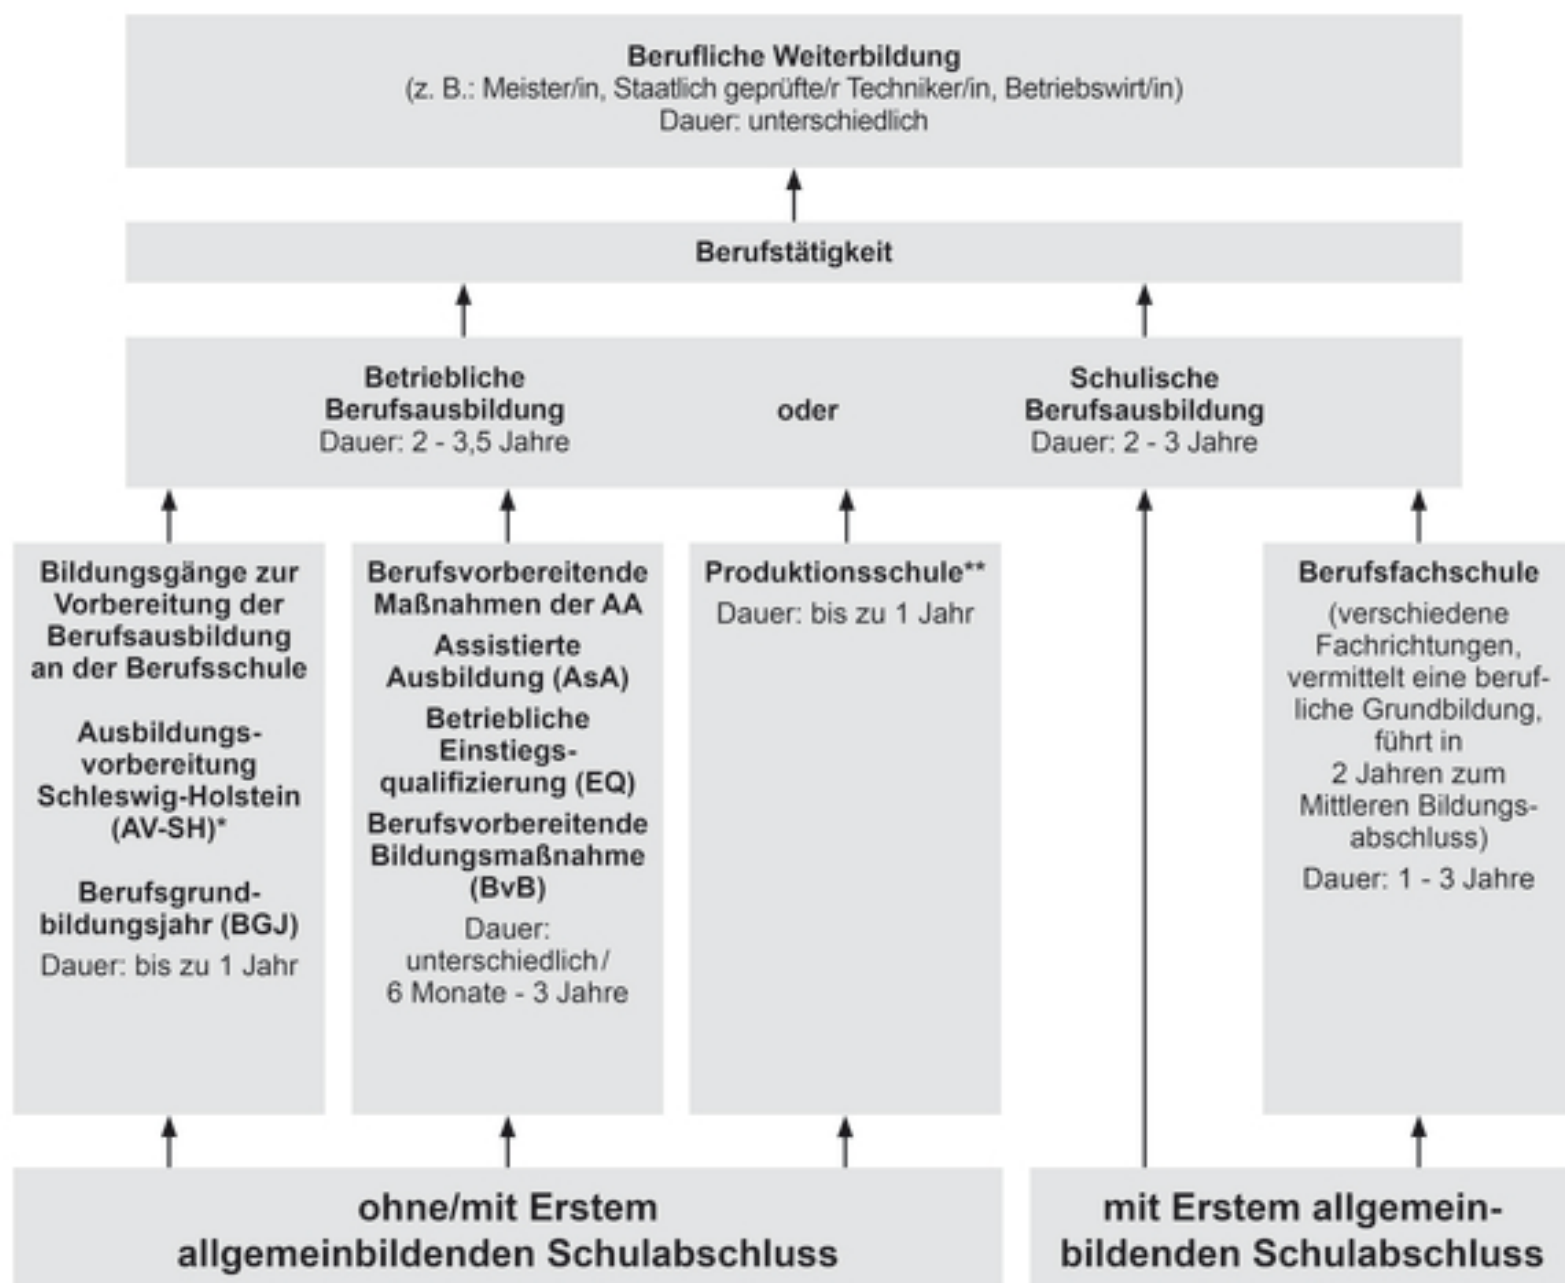 Berufliche Weiterbildung
(z. B.: Meister/in, Staatlich geprüfte/r Techniker/in, Betriebswirt/in)
Dauer: unterschiedlich
Berufstätigkeit
Betriebliche
Berufsausbildung
Dauer: 2 - 3,5 Jahre
oder
Schulische
Berufsausbildung
Dauer: 2 - 3 Jahre
Bildungsgänge zur
Vorbereitung der
Berufsausbildung
an der Berufsschule
Ausbildungs-
vorbereitung
Schleswig-Holstein
(AV-SH)*
Berufsgrund-
bildungsjahr (BGJ)
Dauer: bis zu 1 Jahr
Berufsvorbereitende
Maßnahmen der AA
Assistierte
Ausbildung (AsA)
Betriebliche
Einstiegs-
qualifizierung (EQ)
Berufsvorbereitende
Bildungsmaßnahme
(BvB)
Dauer:
unterschiedlich/
6 Monate - 3 Jahre
Produktionsschule**
Dauer: bis zu 1 Jahr
Berufsfachschule
(verschiedene
Fachrichtungen,
vermittelt eine beruf-
liche Grundbildung,
führt in
2 Jahren zum
Mittleren Bildungs-
abschluss)
Dauer: 1 - 3 Jahre
ohne/mit Erstem
allgemeinbildenden Schulabschluss
mit Erstem allgemein-
bildenden Schulabschluss